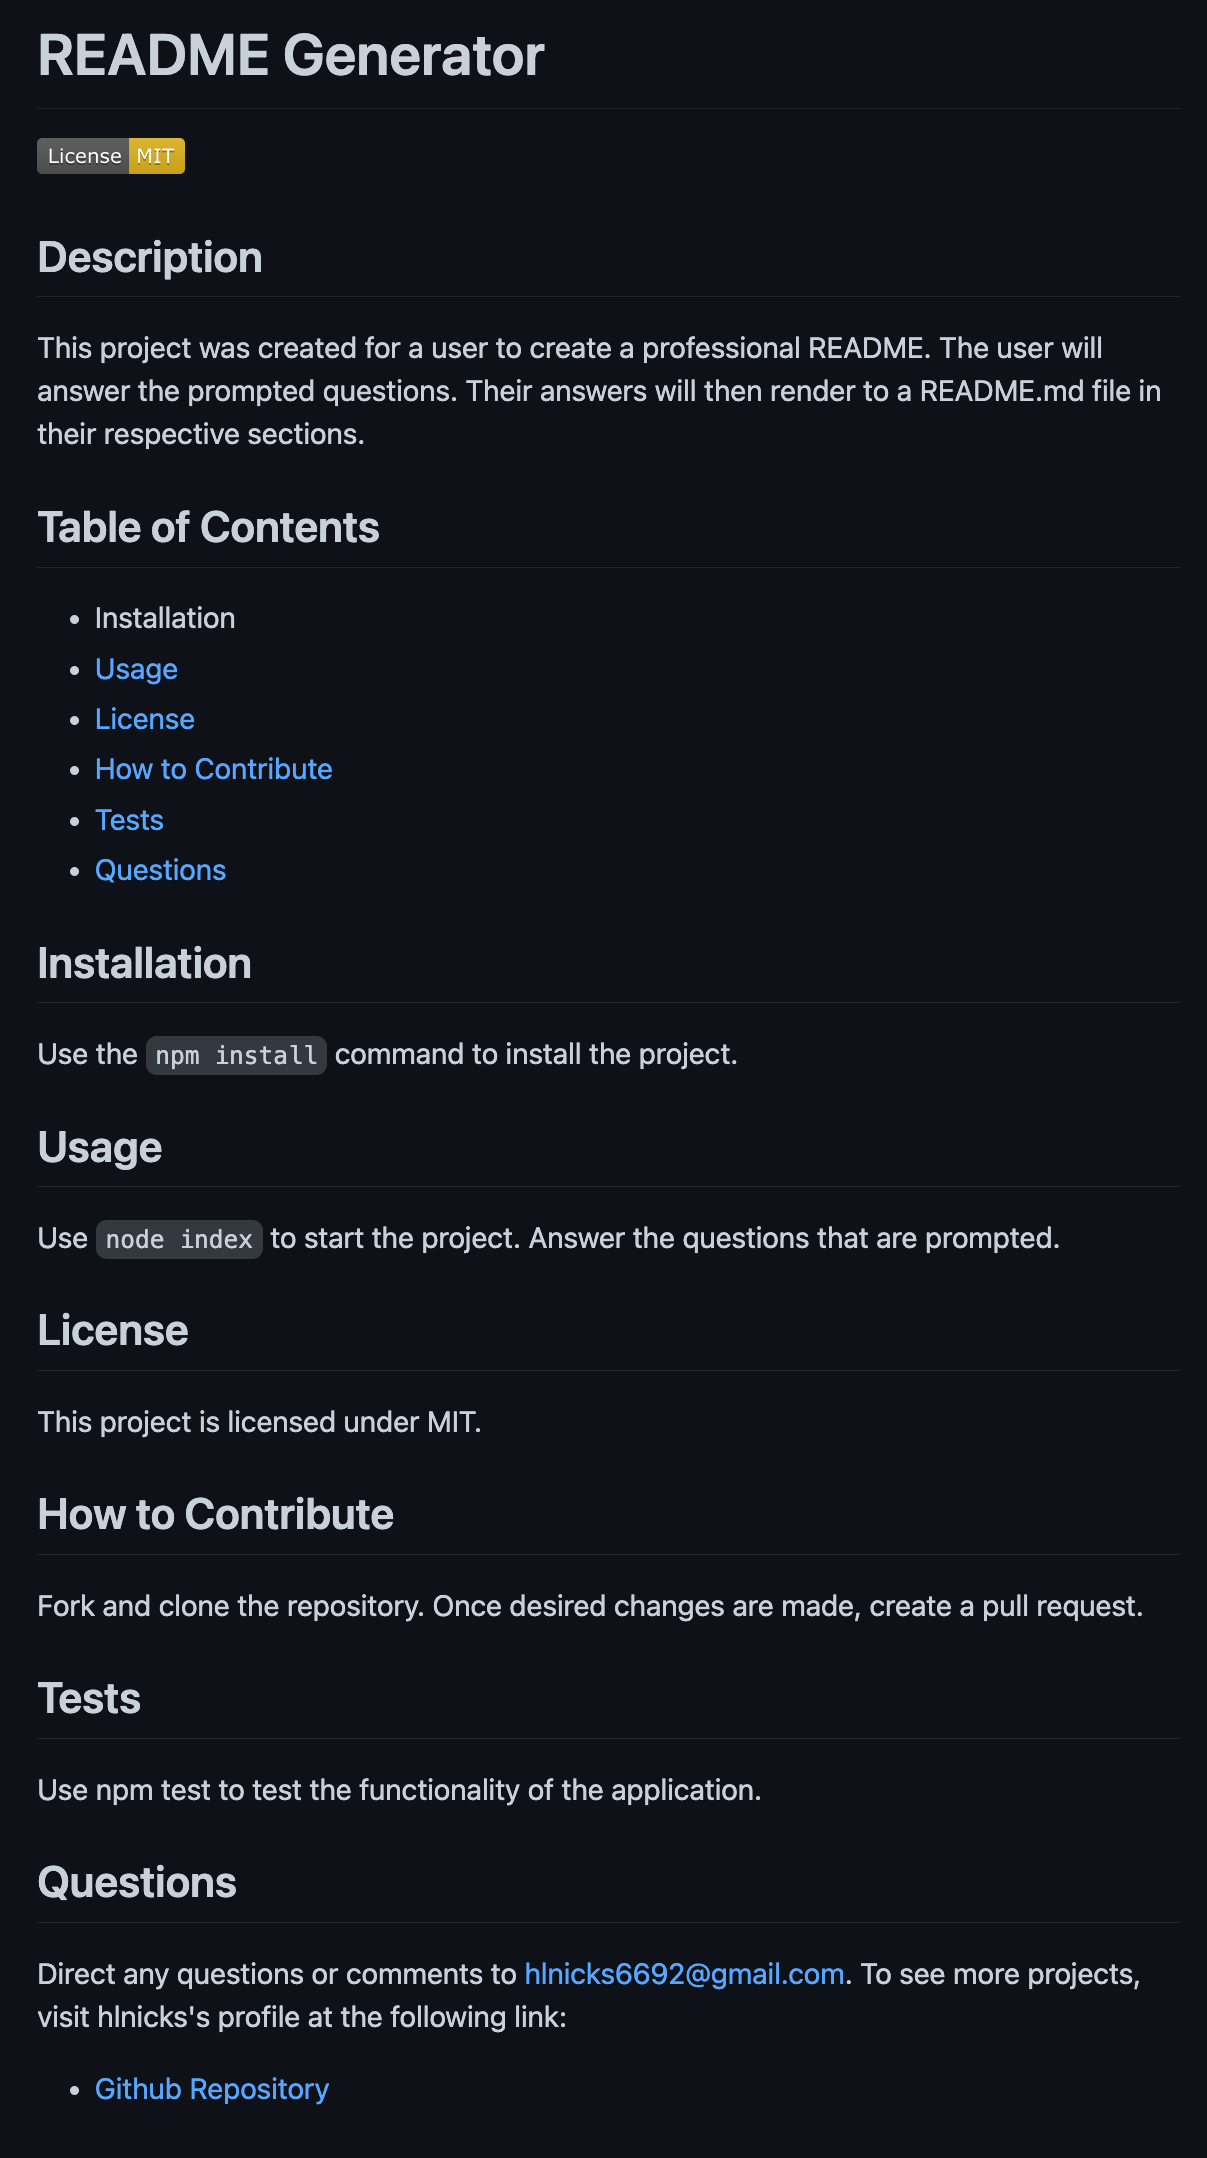 README Generator
License MIT
Description
This project was created for a user to create a professional README. The user will
answer the prompted questions. Their answers will then render to a README.md file in
their respective sections.
Table of Contents
• Installation
• Usage
• License
• How to Contribute
• Tests
• Questions
Installation
Use the npm install command to install the project.
Usage
Use node index to start the project. Answer the questions that are prompted.
License
This project is licensed under MIT.
How to Contribute
Fork and clone the repository. Once desired changes are made, create a pull request.
Tests
Use npm test to test the functionality of the application.
Questions
Direct any questions or comments to hlnicks6692@gmail.com. To see more projects,
visit hlnicks's profile at the following link:
• Github Repository